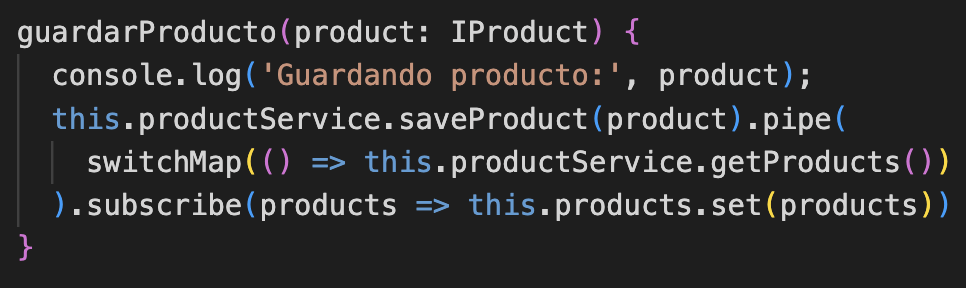 guardarProducto(product: IProduct) {
  console.log('Guardando producto:', product);
  this.productService.saveProduct(product).pipe(
    switchMap(() => this.productService.getProducts())
  ).subscribe(products => this.products.set(products))
}